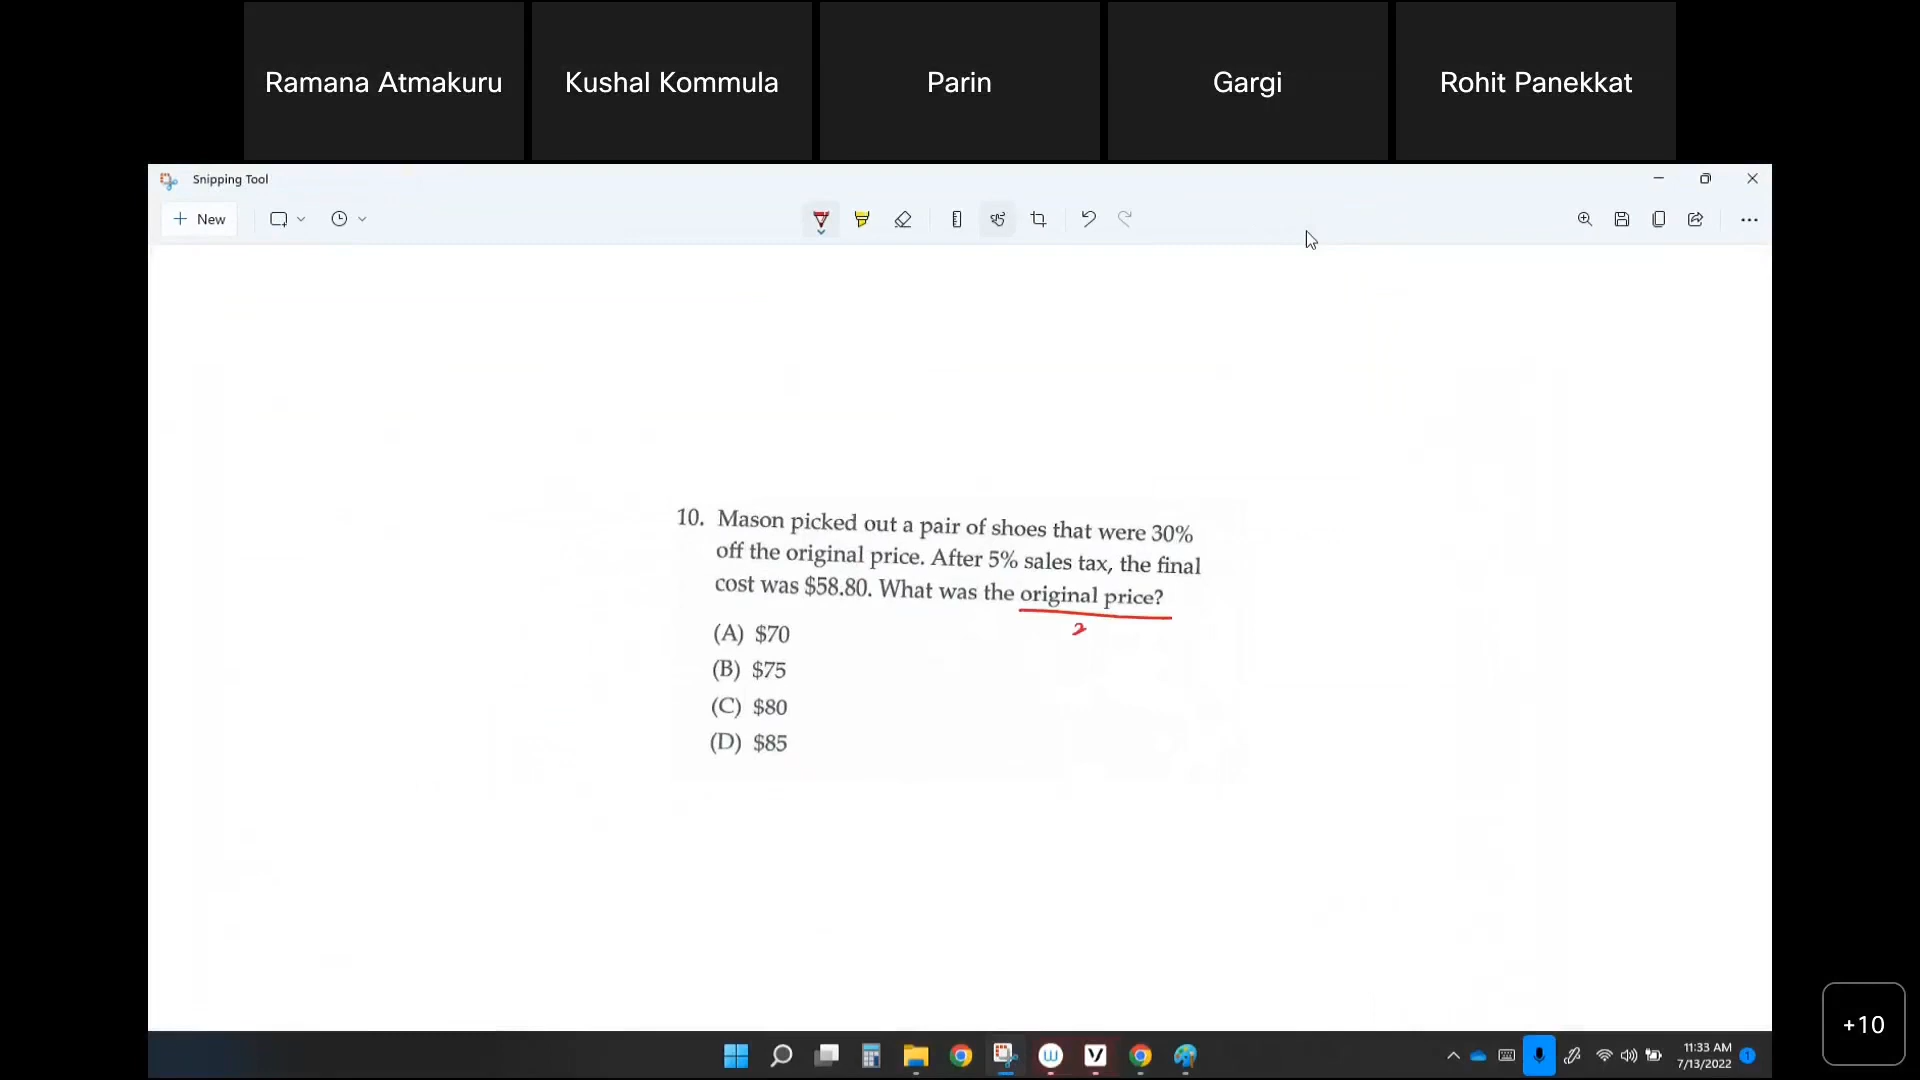 Ramana Atmakuru
Kushal Kommula
Parin
Gargi
Rohit Panekkat
Snipping Tool
New
10. Mason picked out a pair of shoes that were 30%
off the original price. After 5% sales tax, the final
cost was $58.80. What was the original price?
(A) $70
(B) $75
(C) $80
(D) $85
+10
11:33 AM
7/13/2022